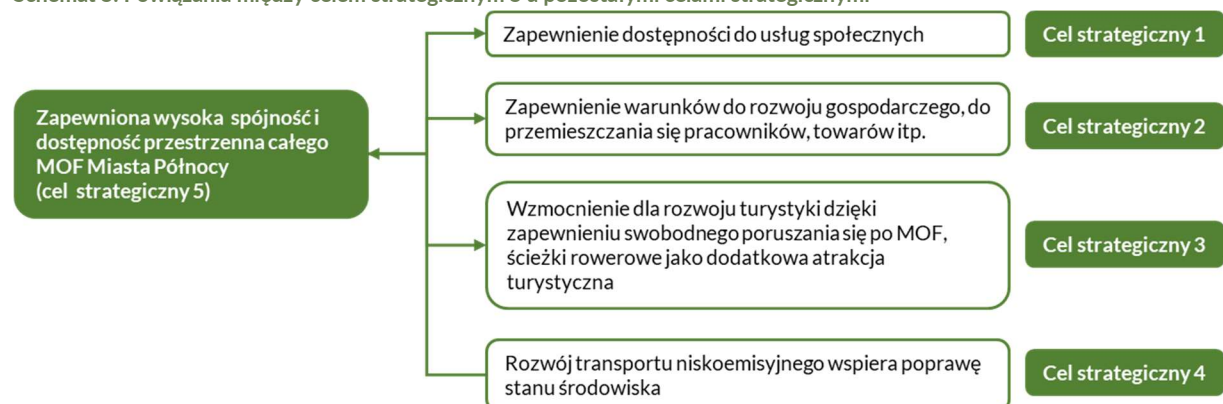 Zapewnienie dostępności do usług społecznych
Cel strategiczny 1
Zapewniona wysoka spójność i
dostępność przestrzenna całego
MOF Miasta Północy
(cel strategiczny 5)
Zapewnienie warunków do rozwoju gospodarczego, do
przemieszczania się pracowników, towarów itp.
Cel strategiczny 2
Wzmocnienie dla rozwoju turystyki dzięki
zapewnieniu swobodnego poruszania się po MOF,
ścieżki rowerowe jako dodatkowa atrakcja
turystyczna
Cel strategiczny 3
Rozwój transportu niskoemisyjnego wspiera poprawę
stanu środowiska
Cel strategiczny 4